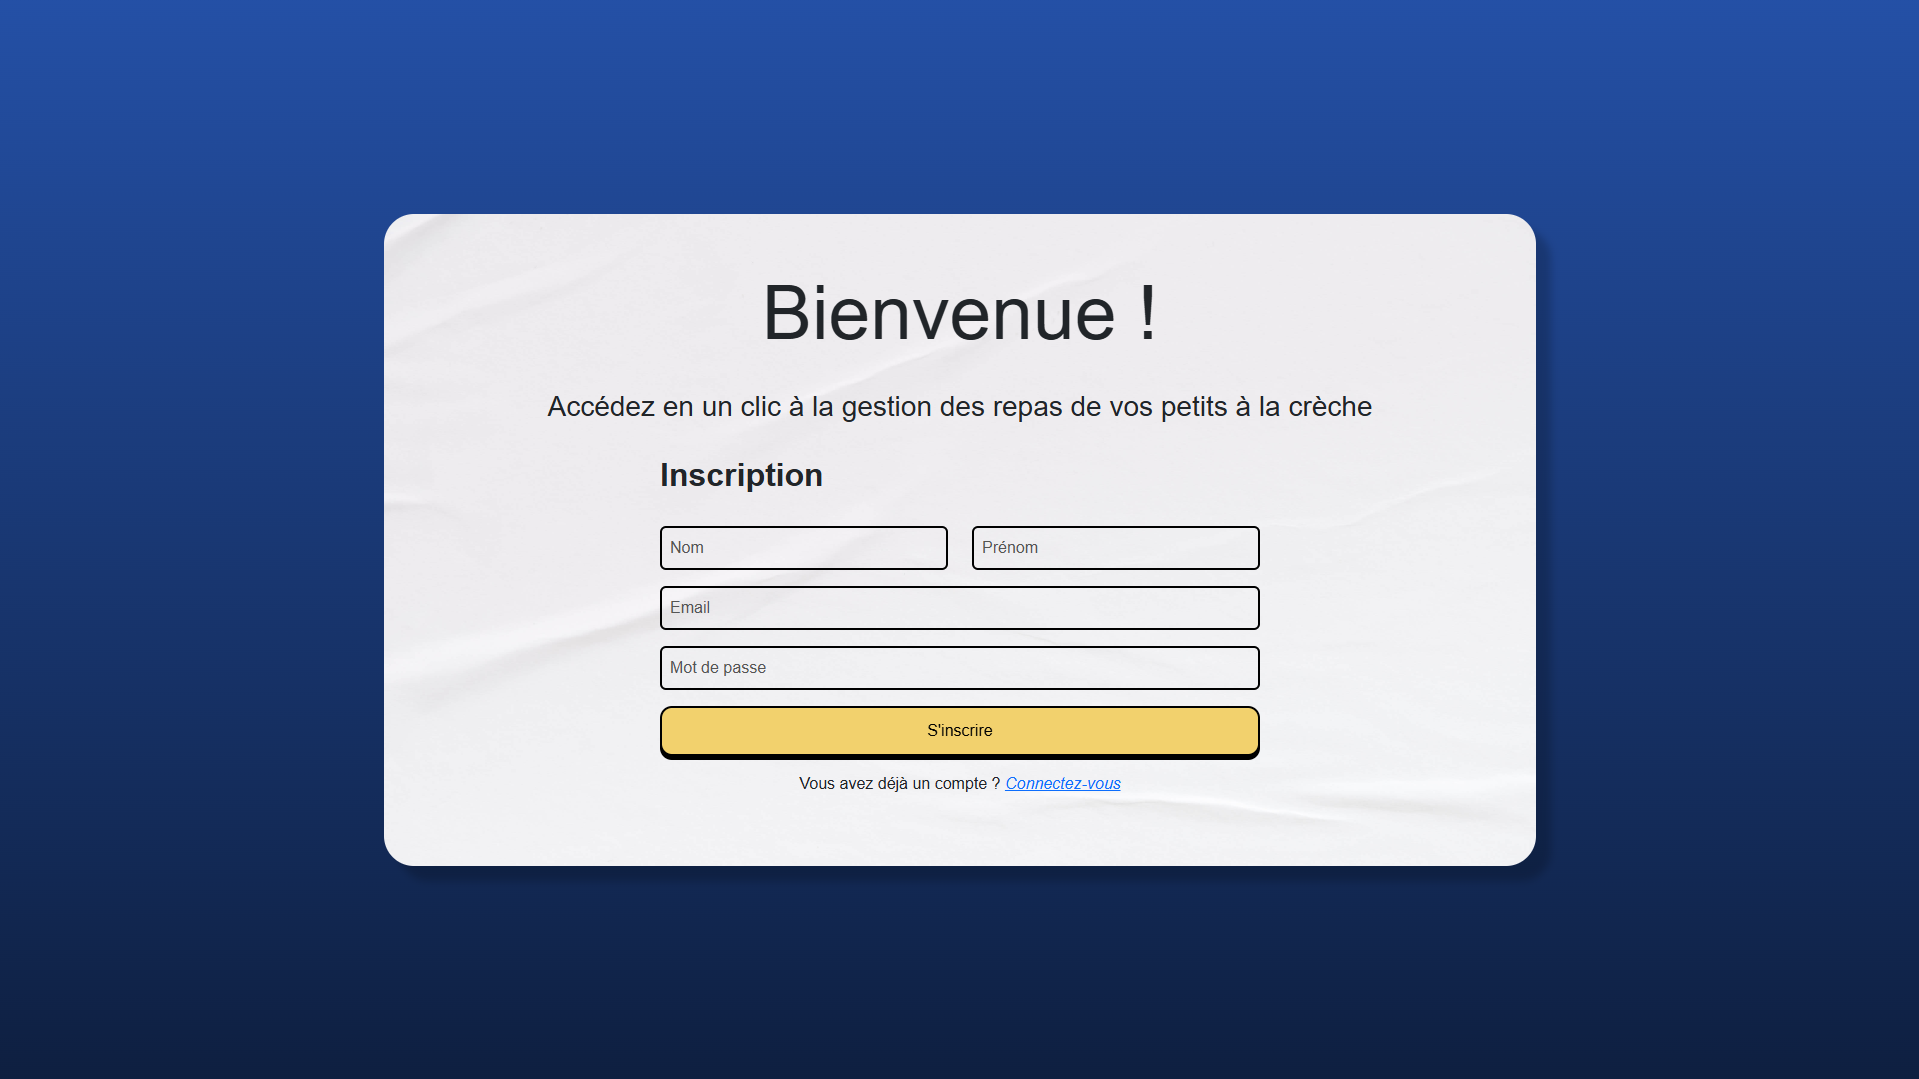 Bienvenue !
Accédez en un clic à la gestion des repas de vos petits à la crèche
Inscription
Nom
Prénom
Email
Mot de passe
S'inscrire
Vous avez déjà un compte ? Connectez-vous